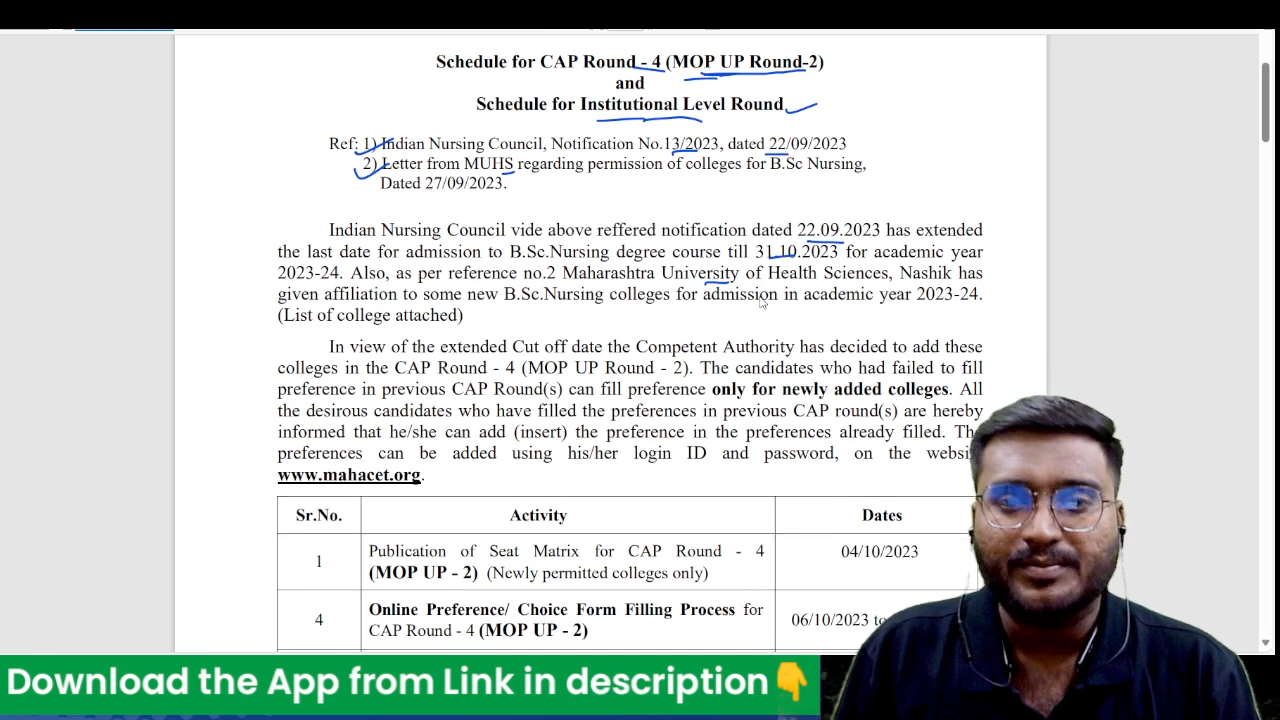 Schedule for CAP Round - 4 (MOP UP Round-2)
and
Schedule for Institutional Level Round
Ref: 1) Indian Nursing Council, Notification No.13/2023, dated 22/09/2023
2) Letter from MUHS regarding permission of colleges for B.Sc Nursing,
Dated 27/09/2023.
Indian Nursing Council vide above reffered notification dated 22.09.2023 has extended
the last date for admission to B.Sc.Nursing degree course till 31.10.2023 for academic year
2023-24. Also, as per reference no.2 Maharashtra University of Health Sciences, Nashik has
given affiliation to some new B.Sc.Nursing colleges for admission in academic year 2023-24.
(List of college attached)
In view of the extended Cut off date the Competent Authority has decided to add these
colleges in the CAP Round - 4 (MOP UP Round - 2). The candidates who had failed to fill
preference in previous CAP Round(s) can fill preference only for newly added colleges. All
the desirous candidates who have filled the preferences in previous CAP round(s) are hereby
informed that he/she can add (insert) the preference in the preferences already filled.
preferences can be added using his/her login ID and password, on the
www.mahacet.org.
Sr.No. Activity Dates
1 Publication of Seat Matrix for CAP Round - 4 04/10/2023
(MOP UP - 2) (Newly permitted colleges only)
4 Online Preference/ Choice Form Filling Process for 06/10/2023 to
CAP Round - 4 (MOP UP - 2)
Download the App from Link in description👇